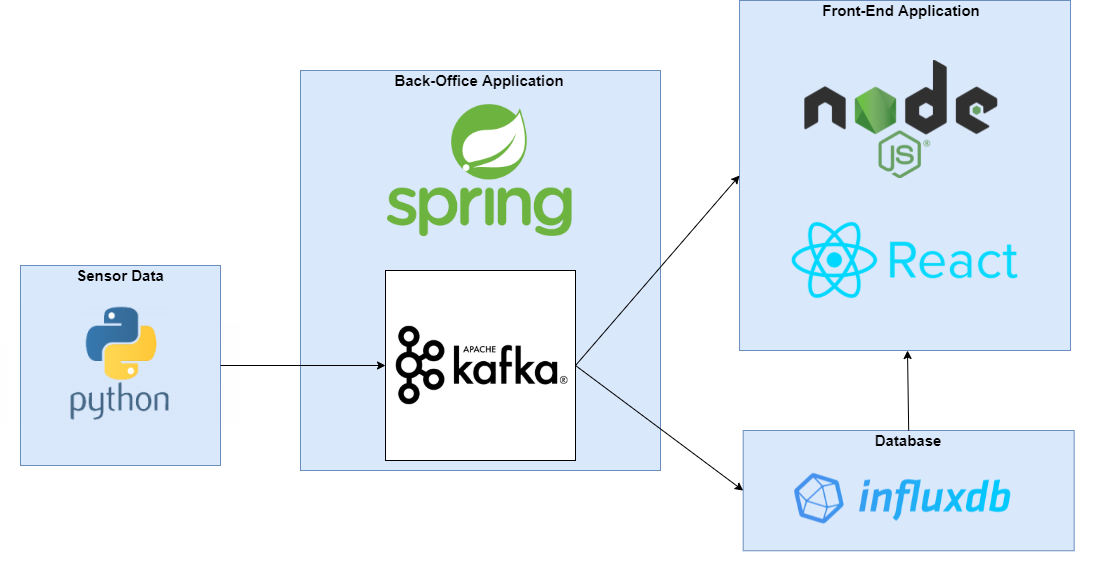 Front-End Application
node
JS®
React
Back-Office Application
spring
APACHE
kafka®
Sensor Data
python
Database
influxdb